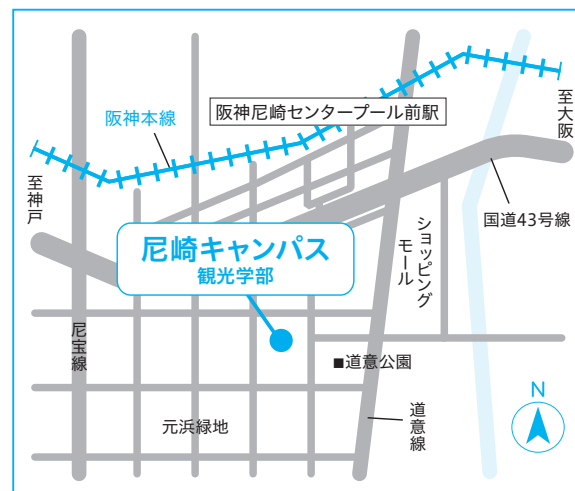 至大阪
阪神尼崎センタープール前駅
阪神本線
至神戸
国道43号線
ショッピング
モール
尼崎キャンパス
観光学部
尼宝線
■道意公園
N
元浜緑地
道意線